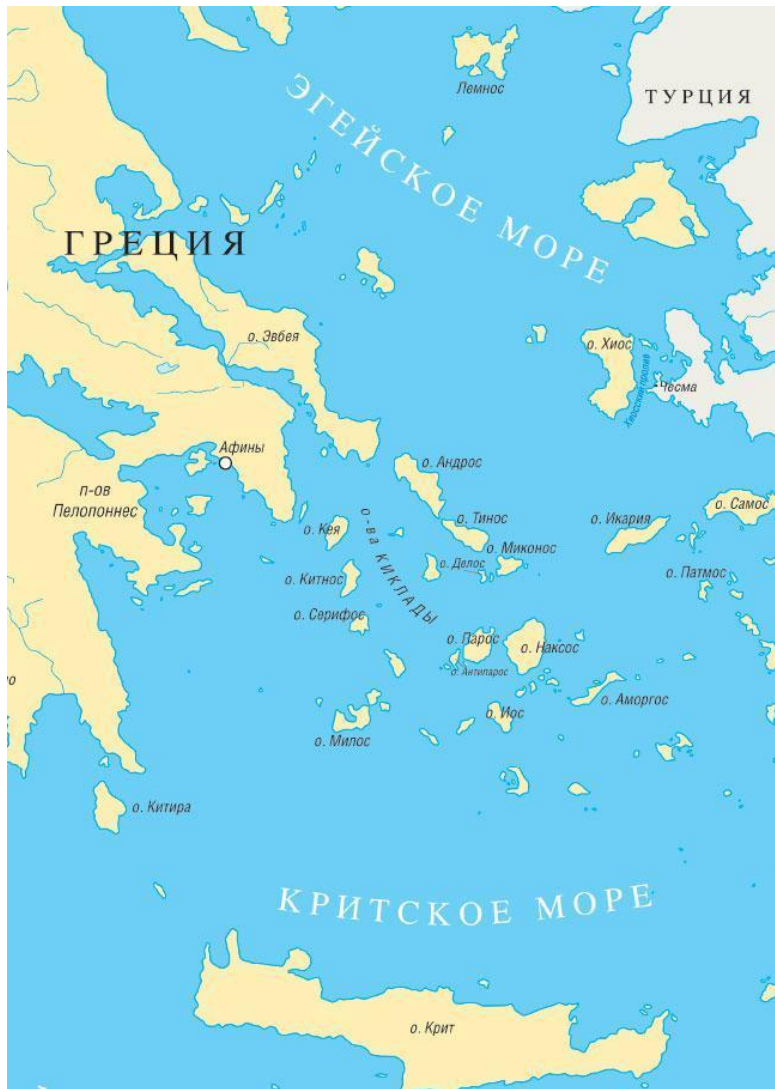 Лемнос
ТУРЦИЯ
ЭГЕЙСКОЕ МОРЕ
ГРЕЦИЯ
о. Эвбея
о. Хиос
Хиосский пролив
Чесма
Афины
о. Андрос
п-ов
Пелопоннес
о. Самос
о. Тинос
о. Икария
о. Кея
о-ва КИКЛАДЫ
о. Миконос
о. Делос
о. Патмос
о. Китнос
о. Серифос
о. Парос
о. Наксос
о. Антипарос
о. Аморгос
о. Иос
о. Милос
о. Китира
КРИТСКОЕ МОРЕ
о. Крит